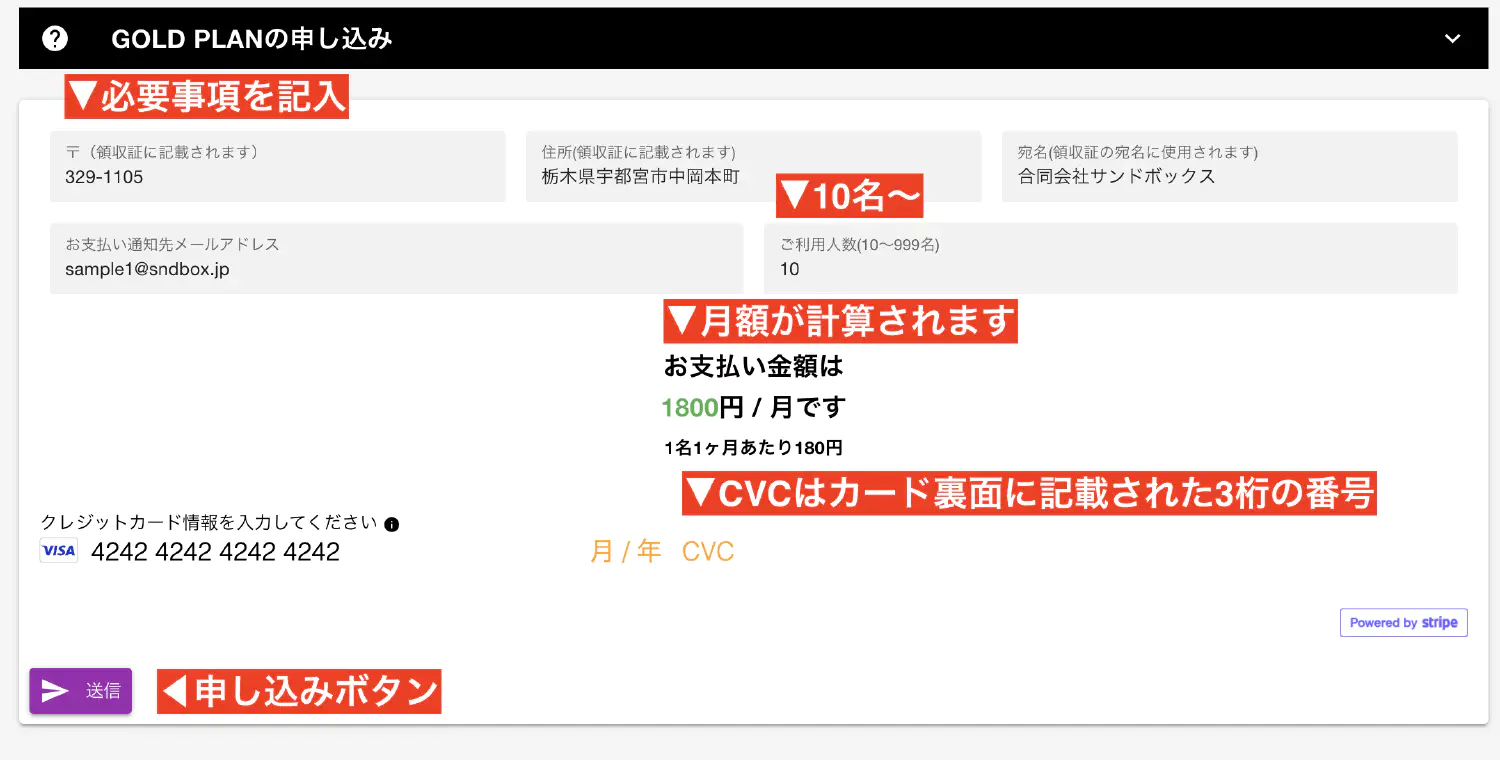 GOLD PLANの申し込み
▼必要事項を記入
〒（領収証に記載されます）
329-1105
住所(領収証に記載されます)
栃木県宇都宮市中岡本町
宛名(領収証の宛名に使用されます)
合同会社サンドボックス
▼10名〜
お支払い通知先メールアドレス
sample1@sndbox.jp
ご利用人数(10〜999名)
10
▼月額が計算されます
お支払い金額は
1800円 / 月です
1名1ヶ月あたり180円
▼CVCはカード裏面に記載された3桁の番号
クレジットカード情報を入力してください
VISA 4242 4242 4242 4242 月 / 年 CVC
Powered by stripe
送信
◀申し込みボタン